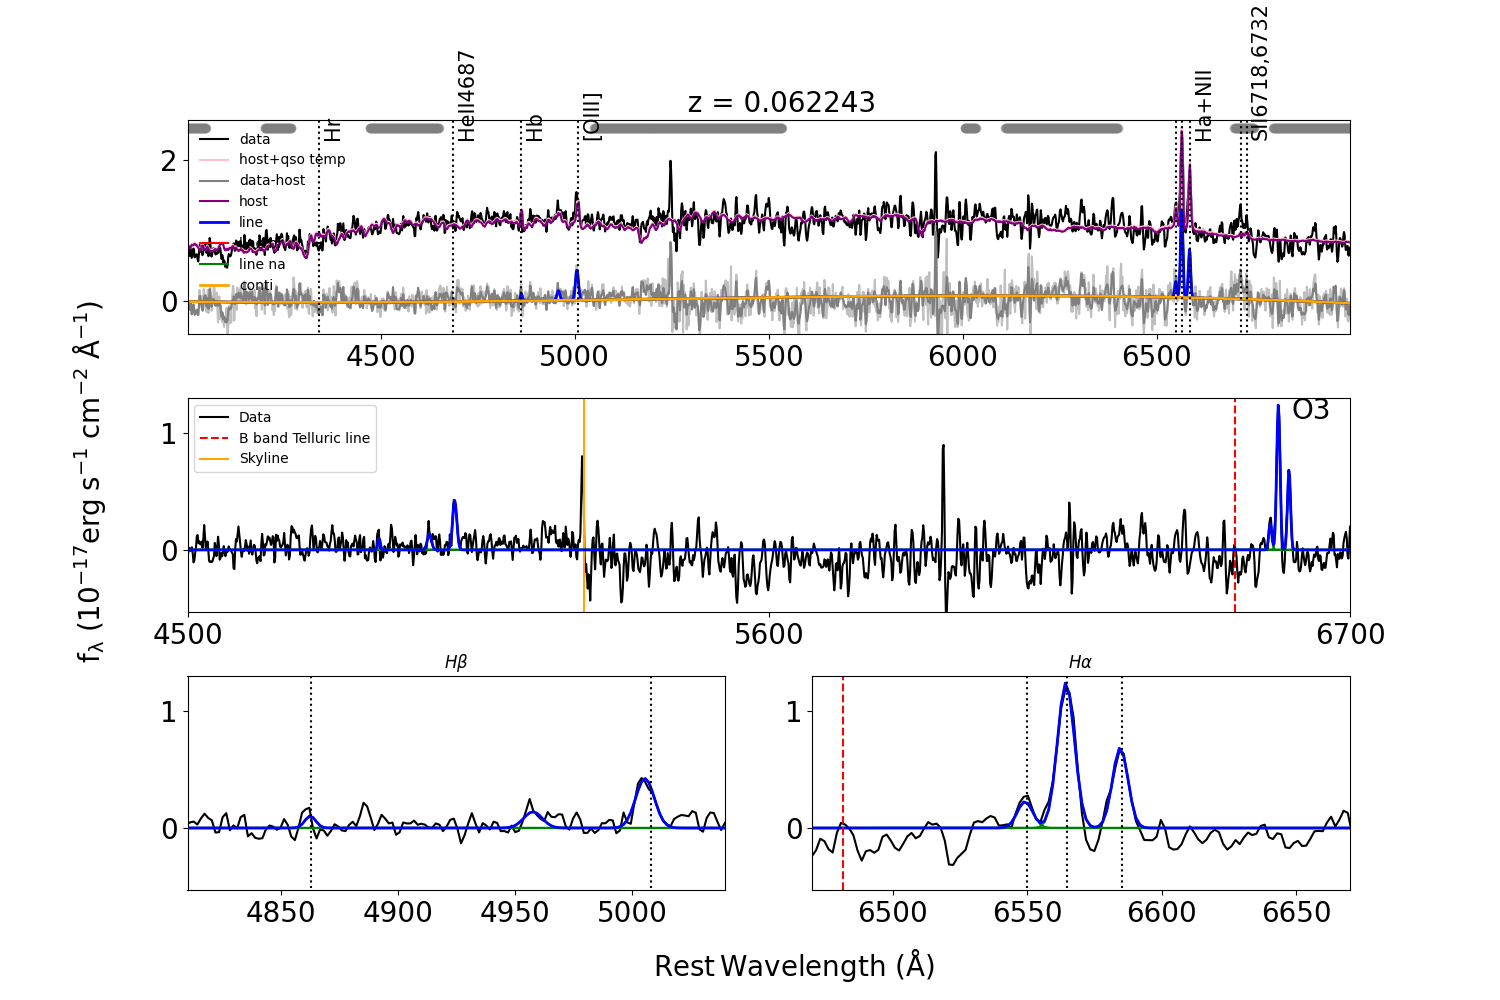 z = 0.062243
Hr
HeII4687
Hb
[OIII]
Ha+NII
SII6718,6732
data
host+qso temp
data-host
host
line
line na
conti
2
0
4500 5000 5500 6000 6500
fλ (10⁻¹⁷erg s⁻¹ cm⁻² Å⁻¹)
Data
B band Telluric line
Skyline
O3
1
0
4500 5600 6700
Hβ
1
0
4850 4900 4950 5000
Hα
1
0
6500 6550 6600 6650
Rest Wavelength (Å)